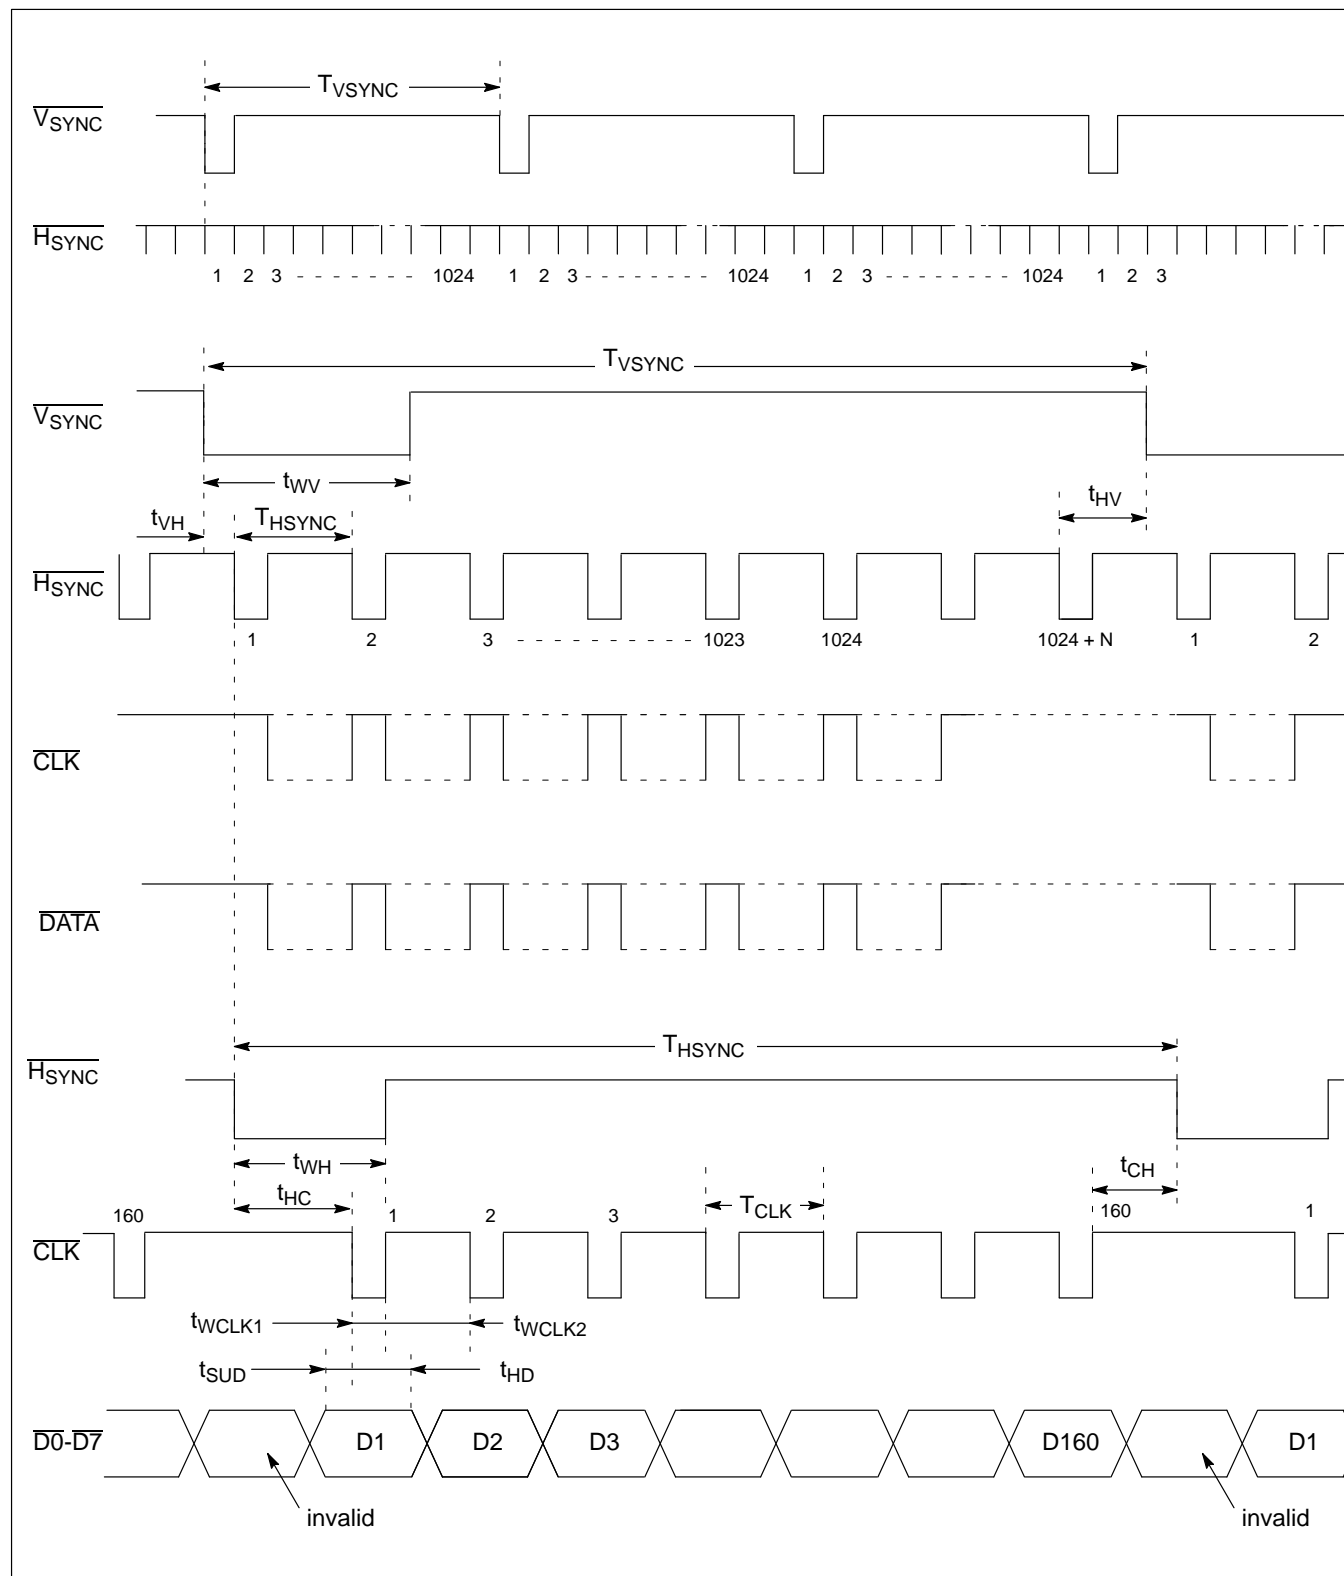 TVSYNC
VSYNC
HSYNC
1 2 3 1024 1 2 3 1024 1 2 3 1024 1 2 3
TVSYNC
VSYNC
tWV
tHV
tVH THSYNC
HSYNC
1 2 3 1023 1024 1024 + N 1 2
CLK
DATA
THSYNC
HSYNC
tWH
tCH
tHC
TCLK
160 1 2 3 160 1
CLK
tWCLK1 tWCLK2
tSUD tHD
D0-D7 D1 D2 D3 D160 D1
invalid invalid